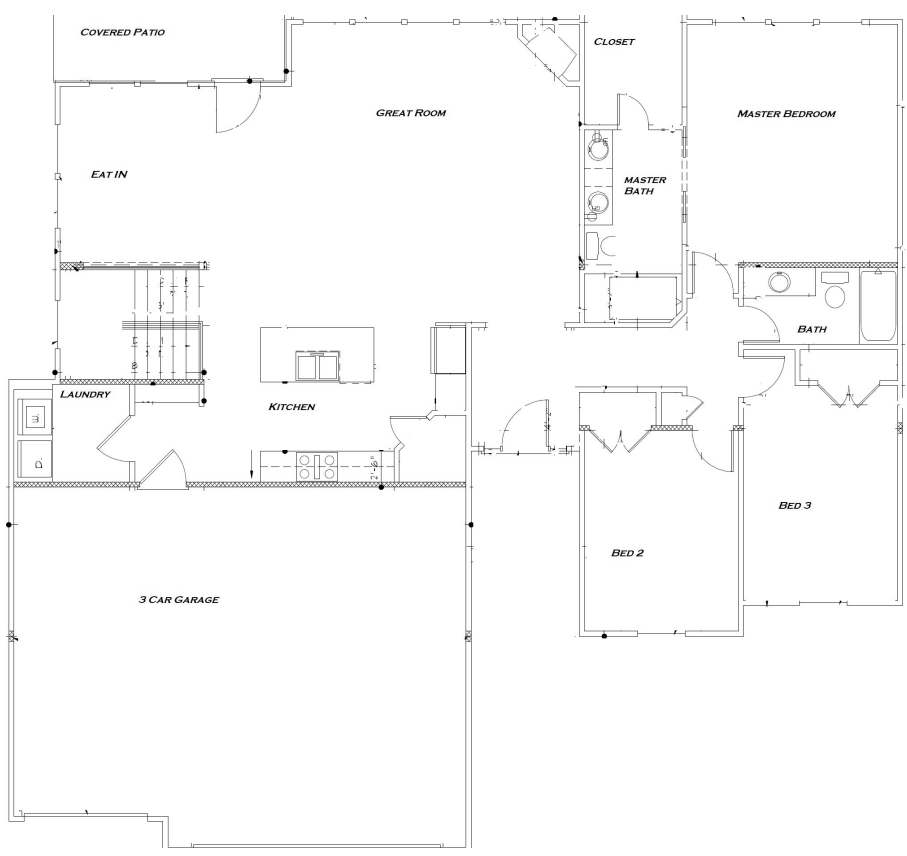 COVERED PATIO
CLOSET
GREAT ROOM
MASTER BEDROOM
EAT IN
MASTER
BATH
BATH
LAUNDRY
KITCHEN
W.
D.
2'-6"
BED 3
BED 2
3 CAR GARAGE